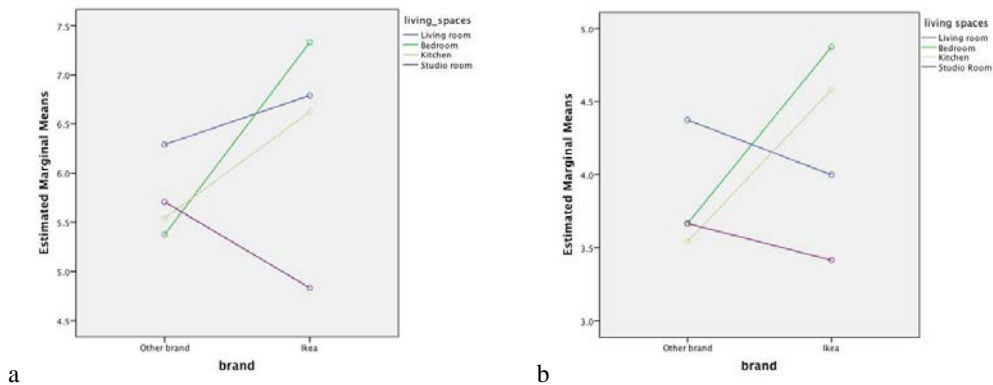 living_spaces
Living room
Bedroom
Kitchen
Studio room
Estimated Marginal Means
7.5
7.0
6.5
6.0
5.5
5.0
4.5
Other brand
Ikea
brand
a
living spaces
Living room
Bedroom
Kitchen
Studio Room
Estimated Marginal Means
5.0
4.5
4.0
3.5
3.0
Other brand
Ikea
brand
b